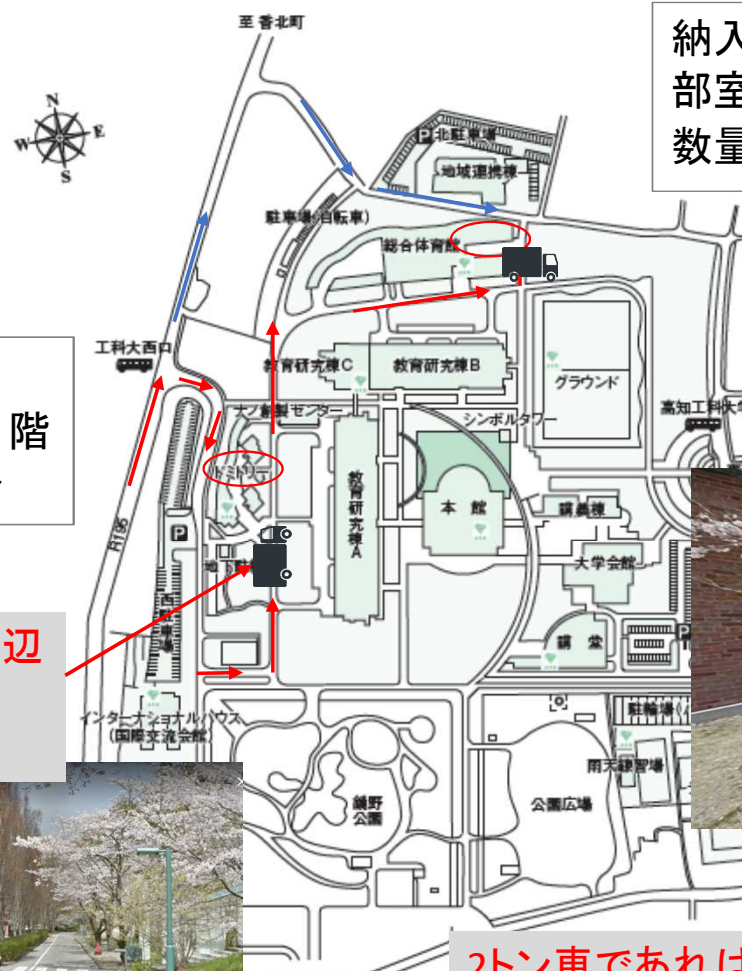 至 香北町
納入
部室
数量
N
W E
S
P 北駐車場
地域連携棟
駐車場(自転車)
総合体育館
工科大西口
教育研究棟C
教育研究棟B
グラウンド
階
ナノ創製センター
シンボルタワー
高知工科大学
ドミトリー
教育研究棟A
本館
講義棟
R195
P
地下駐
大学会館
辺
西駐車場
講堂
P
インターナショナルハウス
(国際交流会館)
駐輪場(
雨天練習場
鏡野
公園
公園広場
2トン車であれば